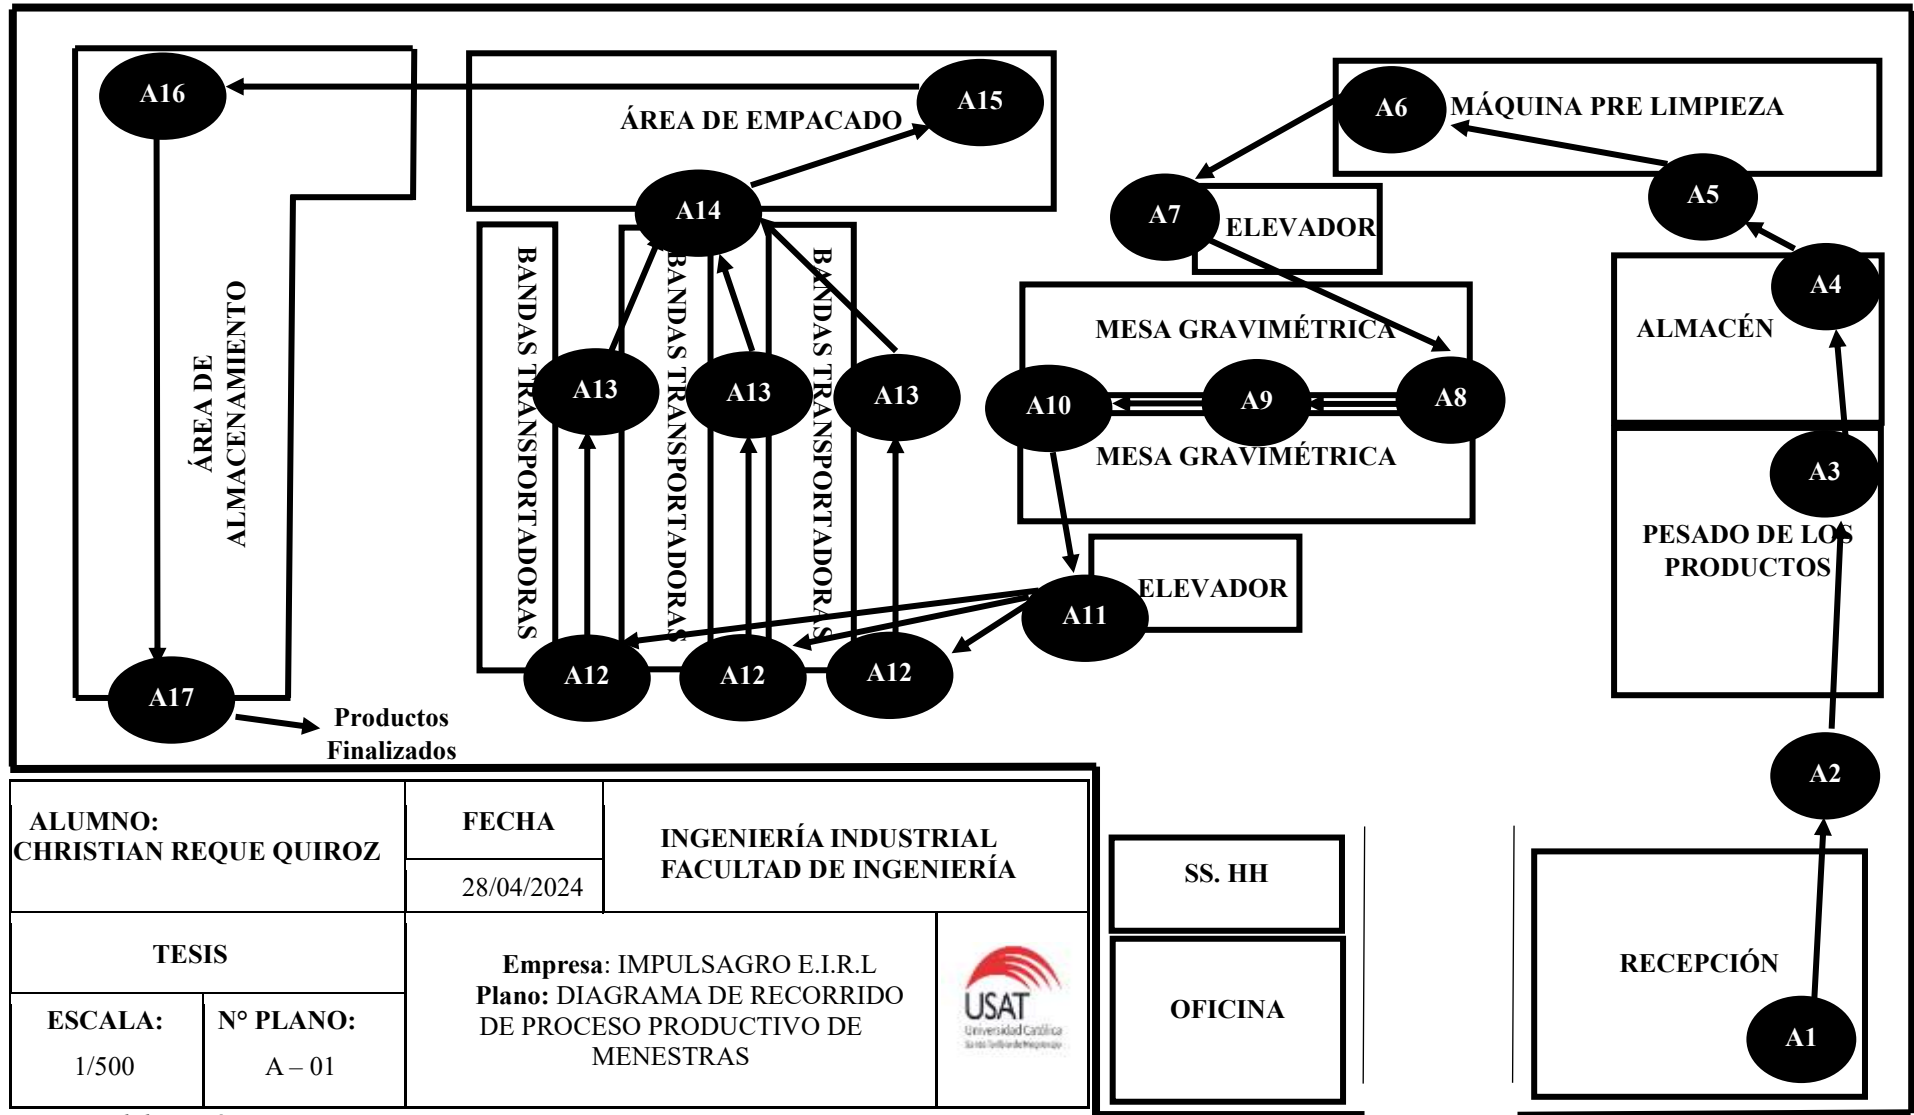 A16
A15
ÁREA DE EMPACADO
A6
MÁQUINA PRE LIMPIEZA
A14
A7
ELEVADOR
A5
A4
ALMACÉN
MESA GRAVIMÉTRICA
BANDAS TRANSPORTADORAS
BANDAS TRANSPORTADORAS
BANDAS TRANSPORTADORAS
ÁREA DE
ALMACENAMIENTO
A13
A13
A13
A10
A9
A8
MESA GRAVIMÉTRICA
A3
PESADO DE LOS
PRODUCTOS
ELEVADOR
A11
A12
A12
A12
A17
Productos
Finalizados
A2
ALUMNO:
CHRISTIAN REQUE QUIROZ
FECHA
28/04/2024
INGENIERÍA INDUSTRIAL
FACULTAD DE INGENIERÍA
TESIS
ESCALA:
1/500
N° PLANO:
A – 01
Empresa: IMPULSAGRO E.I.R.L
Plano: DIAGRAMA DE RECORRIDO
DE PROCESO PRODUCTIVO DE
MENESTRAS
USAT
Universidad Católica
Santo Toribio de Mogrovejo
SS. HH
OFICINA
RECEPCIÓN
A1